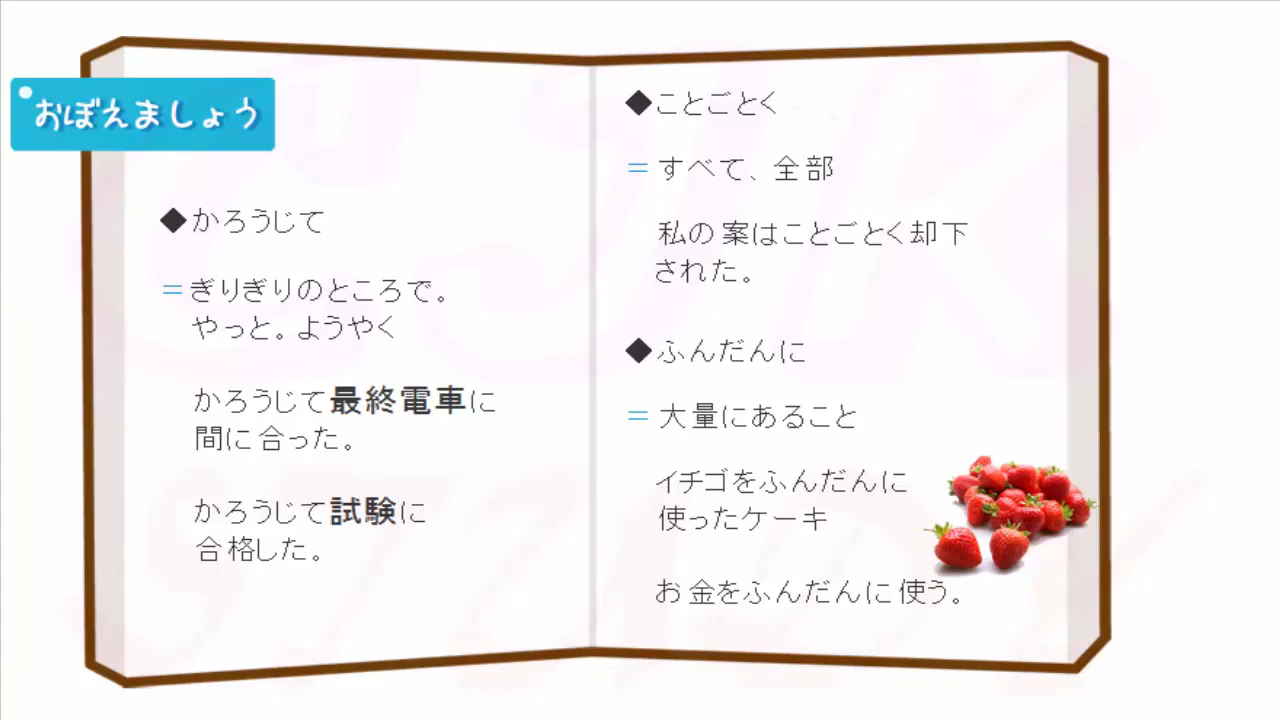 おぼえましょう
◆かろうじて
＝ぎりぎりのところで。
やっと。ようやく
かろうじて最終電車に
間に合った。
かろうじて試験に
合格した。
◆ことごとく
＝すべて、全部
私の案はことごとく却下
された。
◆ふんだんに
＝大量にあること
イチゴをふんだんに
使ったケーキ
お金をふんだんに使う。